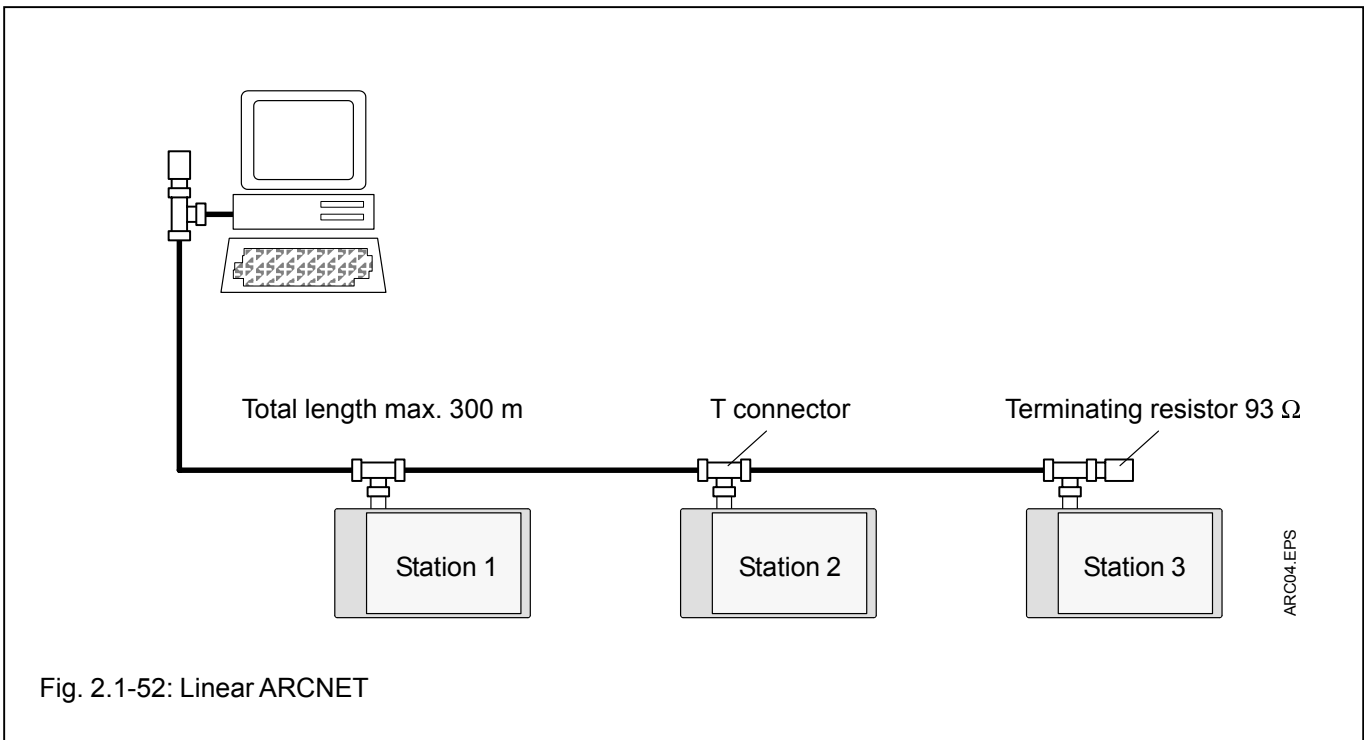 Total length max. 300 m
T connector
Terminating resistor 93 Ω
Station 1
Station 2
Station 3
ARC04.EPS
Fig. 2.1-52: Linear ARCNET